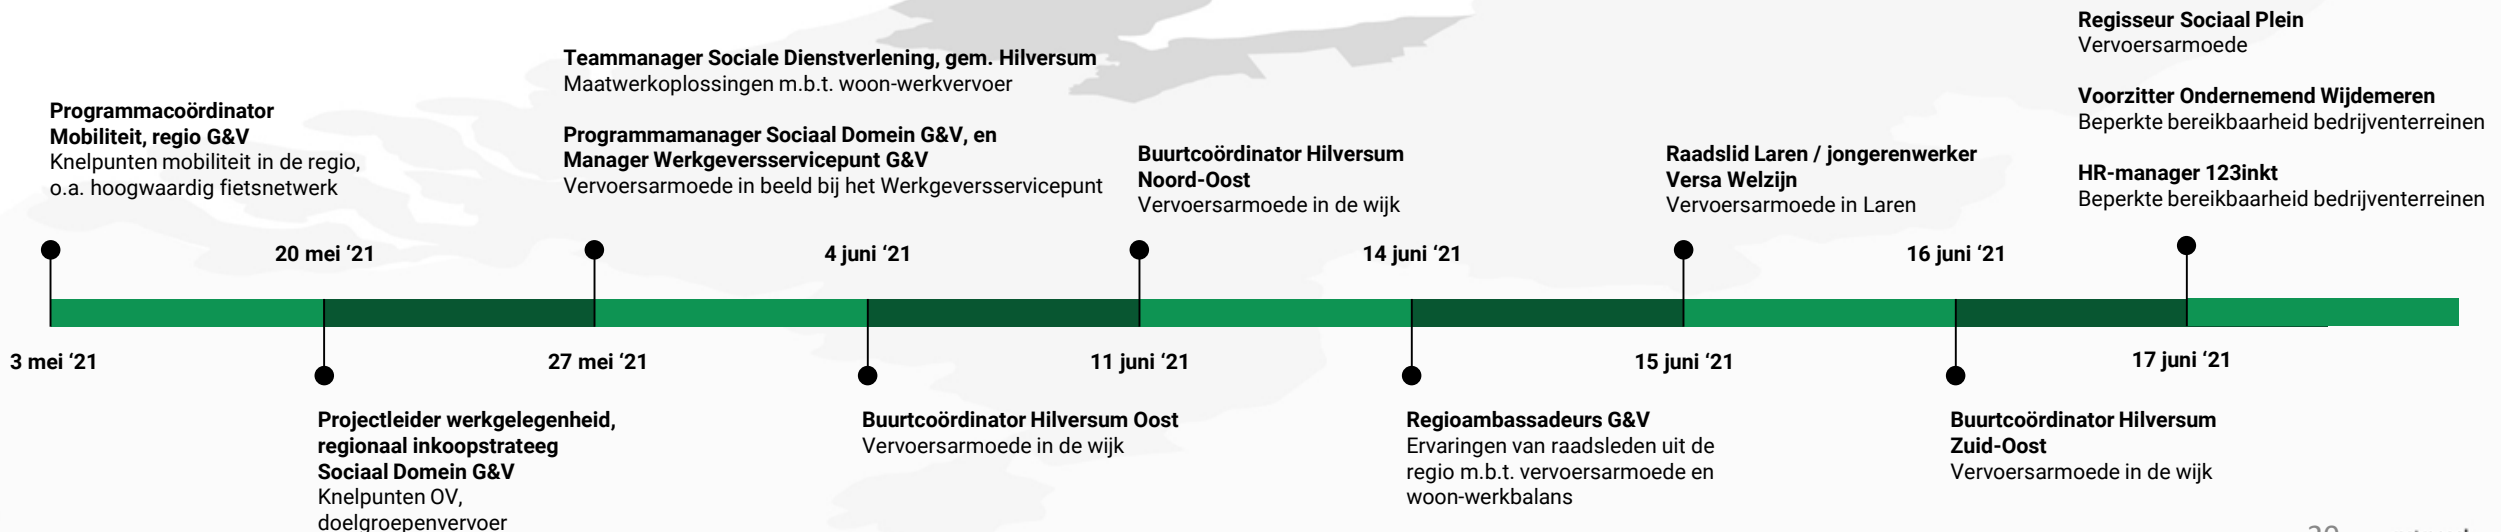 Programmacoördinator
Mobiliteit, regio G&V
Knelpunten mobiliteit in de regio,
o.a. hoogwaardig fietsnetwerk
Teammanager Sociale Dienstverlening, gem. Hilversum
Maatwerkoplossingen m.b.t. woon-werkvervoer
Programmamanager Sociaal Domein G&V, en
Manager Werkgeversservicepunt G&V
Vervoersarmoede in beeld bij het Werkgeversservicepunt
Buurtcoördinator Hilversum
Noord-Oost
Vervoersarmoede in de wijk
Raadslid Laren / jongerenwerker
Versa Welzijn
Vervoersarmoede in Laren
Regisseur Sociaal Plein
Vervoersarmoede
Voorzitter Ondernemend Wijdemeren
Beperkte bereikbaarheid bedrijventerreinen
HR-manager 123inkt
Beperkte bereikbaarheid bedrijventerreinen
20 mei ‘21
4 juni ‘21
14 juni ‘21
16 juni ‘21
3 mei ‘21
27 mei ‘21
11 juni ‘21
15 juni ‘21
17 juni ‘21
Projectleider werkgelegenheid,
regionaal inkoopstrateeg
Sociaal Domein G&V
Knelpunten OV,
doelgroepenvervoer
Buurtcoördinator Hilversum Oost
Vervoersarmoede in de wijk
Regioambassadeurs G&V
Ervaringen van raadsleden uit de
regio m.b.t. vervoersarmoede en
woon-werkbalans
Buurtcoördinator Hilversum
Zuid-Oost
Vervoersarmoede in de wijk